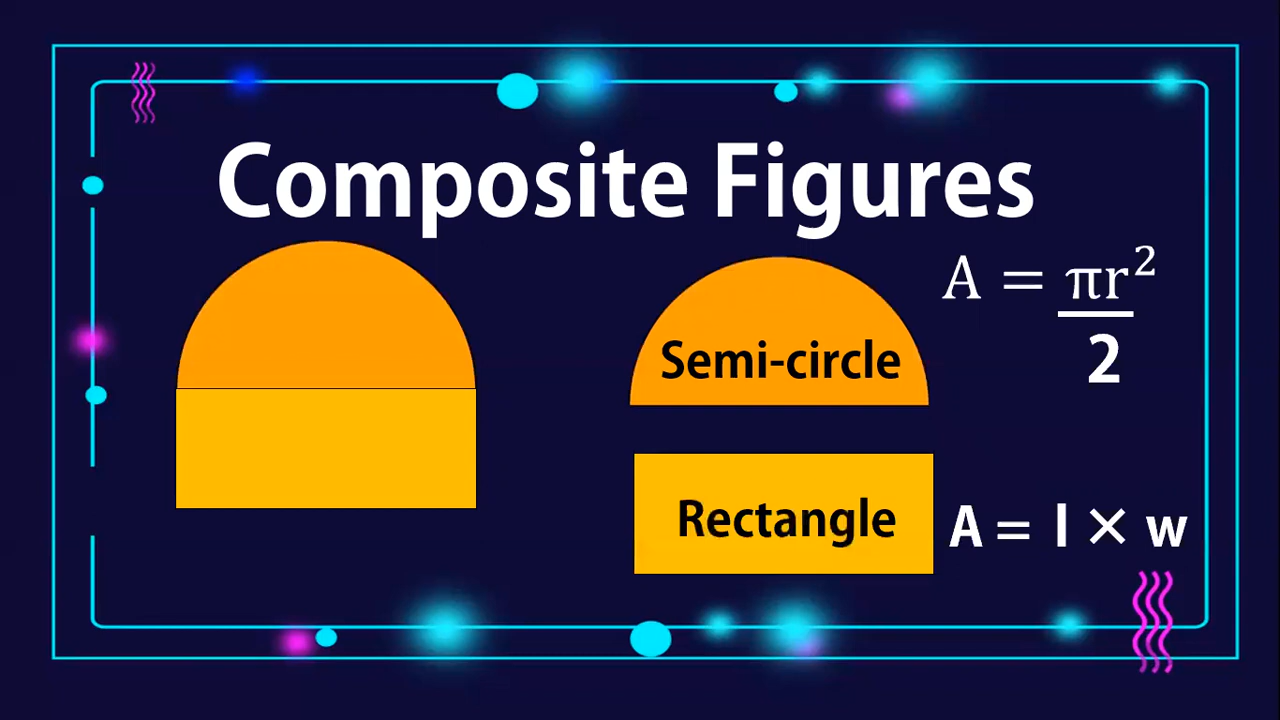 Composite Figures
A = πr²
2
Semi-circle
Rectangle
A = l × w